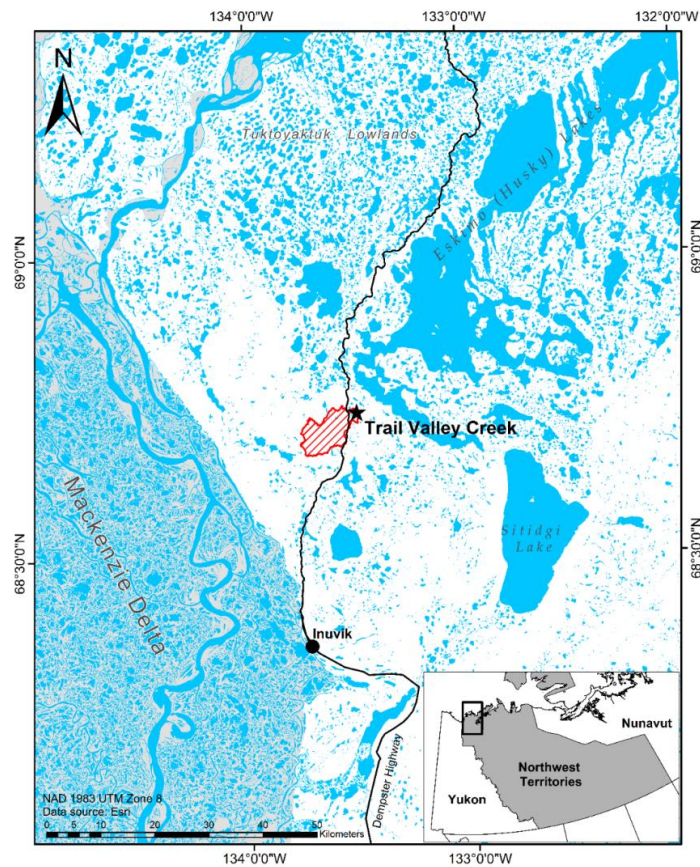 134°0'0"W 133°0'0"W 132°0'0"W
N
Tuktoyaktuk Lowlands
Eskimo (Husky) Lakes
69°0'0"N
69°0'0"N
Trail Valley Creek
Mackenzie Delta
Sitidgi
Lake
68°30'0"N
68°30'0"N
Inuvik
Dempster Highway
Nunavut
Northwest
Territories
Yukon
NAD 1983 UTM Zone 8
Data source: Esri
0 5 10 20 30 40 50
Kilometers
134°0'0"W 133°0'0"W